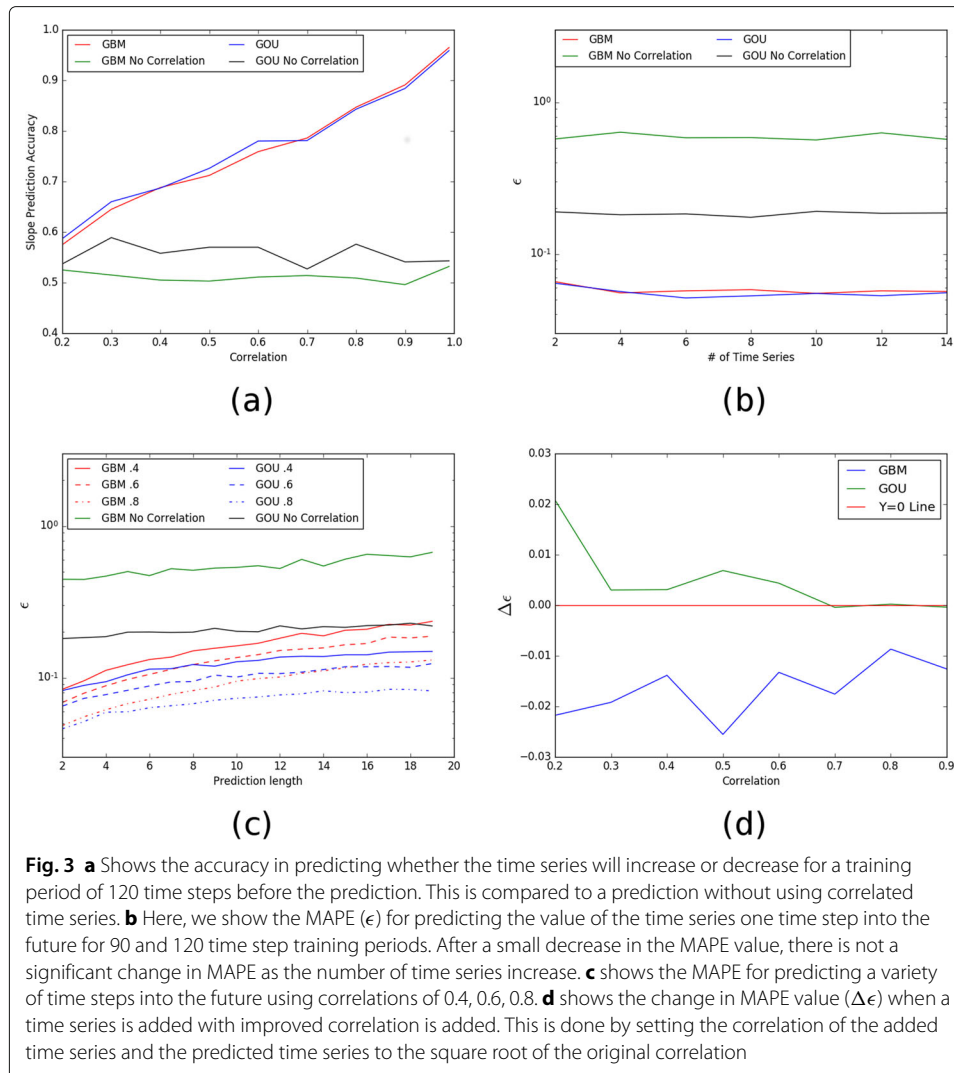 GBM
GBM No Correlation
GOU
GOU No Correlation
1.0
0.9
0.8
0.7
0.6
0.5
0.4
Slope Prediction Accuracy
0.2 0.3 0.4 0.5 0.6 0.7 0.8 0.9 1.0
Correlation
(a)
GBM
GBM No Correlation
GOU
GOU No Correlation
10⁰
10⁻¹
ϵ
2 4 6 8 10 12 14
# of Time Series
(b)
GBM .4
GBM .6
GBM .8
GBM No Correlation
GOU .4
GOU .6
GOU .8
GOU No Correlation
10⁰
10⁻¹
ϵ
2 4 6 8 10 12 14 16 18 20
Prediction length
(c)
GBM
GOU
Y=0 Line
0.03
0.02
0.01
0.00
−0.01
−0.02
−0.03
Δϵ
0.2 0.3 0.4 0.5 0.6 0.7 0.8 0.9
Correlation
(d)
Fig. 3 a Shows the accuracy in predicting whether the time series will increase or decrease for a training
period of 120 time steps before the prediction. This is compared to a prediction without using correlated
time series. b Here, we show the MAPE (ϵ) for predicting the value of the time series one time step into the
future for 90 and 120 time step training periods. After a small decrease in the MAPE value, there is not a
significant change in MAPE as the number of time series increase. c shows the MAPE for predicting a variety
of time steps into the future using correlations of 0.4, 0.6, 0.8. d shows the change in MAPE value (Δϵ) when a
time series is added with improved correlation is added. This is done by setting the correlation of the added
time series and the predicted time series to the square root of the original correlation